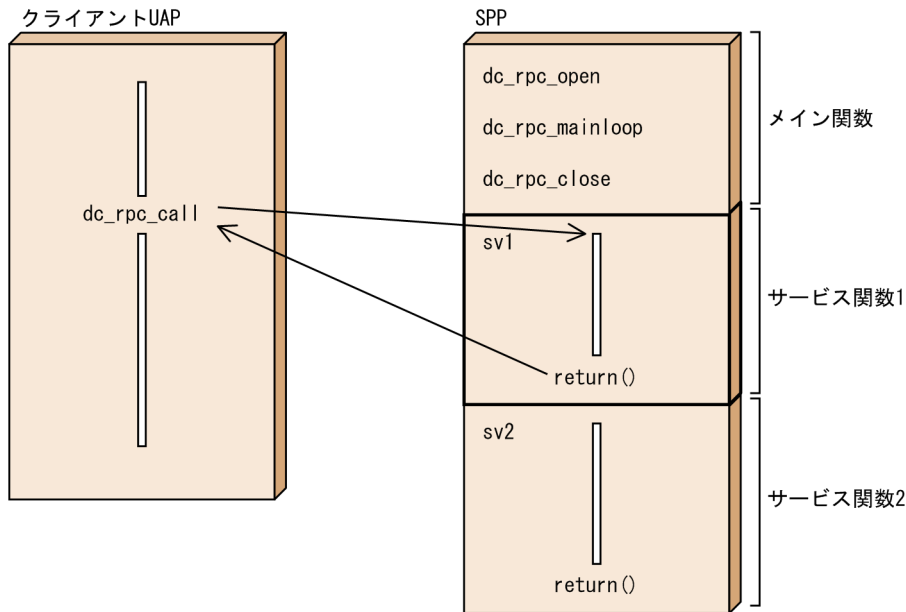 クライアントUAP
dc_rpc_call
SPP
dc_rpc_open
dc_rpc_mainloop
dc_rpc_close
メイン関数
sv1
return()
サービス関数1
sv2
return()
サービス関数2